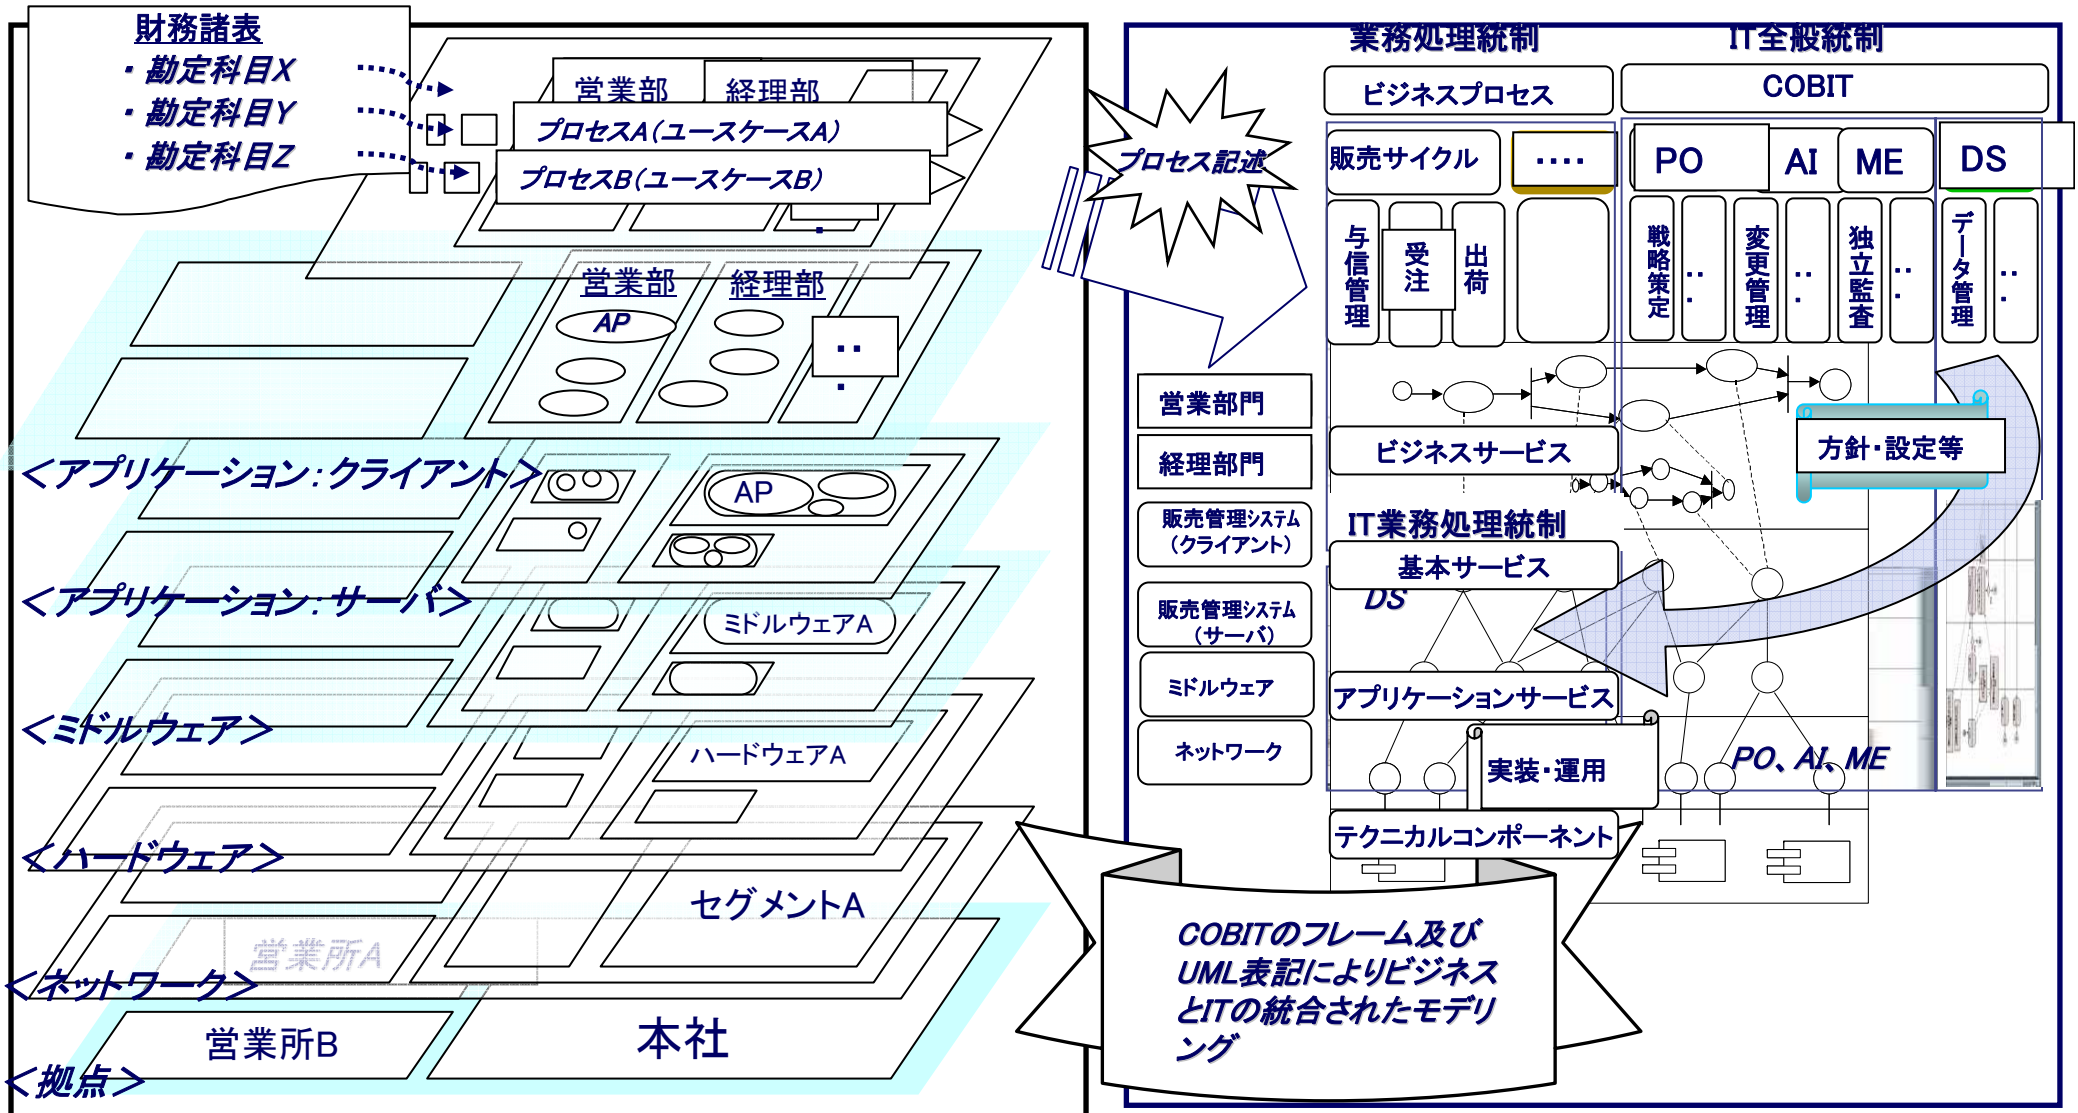 財務諸表
・勘定科目X
・勘定科目Y
・勘定科目Z
営業部
経理部
プロセスA(ユースケースA)
プロセスB(ユースケースB)
.
営業部
経理部
AP
...
<アプリケーション:クライアント>
AP
<アプリケーション:サーバ>
ミドルウェアA
<ミドルウェア>
ハードウェアA
<ハードウェア>
セグメントA
営業所A
<ネットワーク>
営業所B
本社
<拠点>
プロセス記述
業務処理統制
IT全般統制
ビジネスプロセス
COBIT
販売サイクル
....
PO
AI
ME
DS
与信管理
受注
出荷
戦略策定
...
変更管理
...
独立監査
...
データ管理
...
営業部門
経理部門
販売管理システム
(クライアント)
販売管理システム
(サーバ)
ミドルウェア
ネットワーク
ビジネスサービス
方針・設定等
IT業務処理統制
基本サービス
DS
アプリケーションサービス
実装・運用
PO、AI、ME
テクニカルコンポーネント
COBITのフレーム及び
UML表記によりビジネス
とITの統合されたモデリ
ング